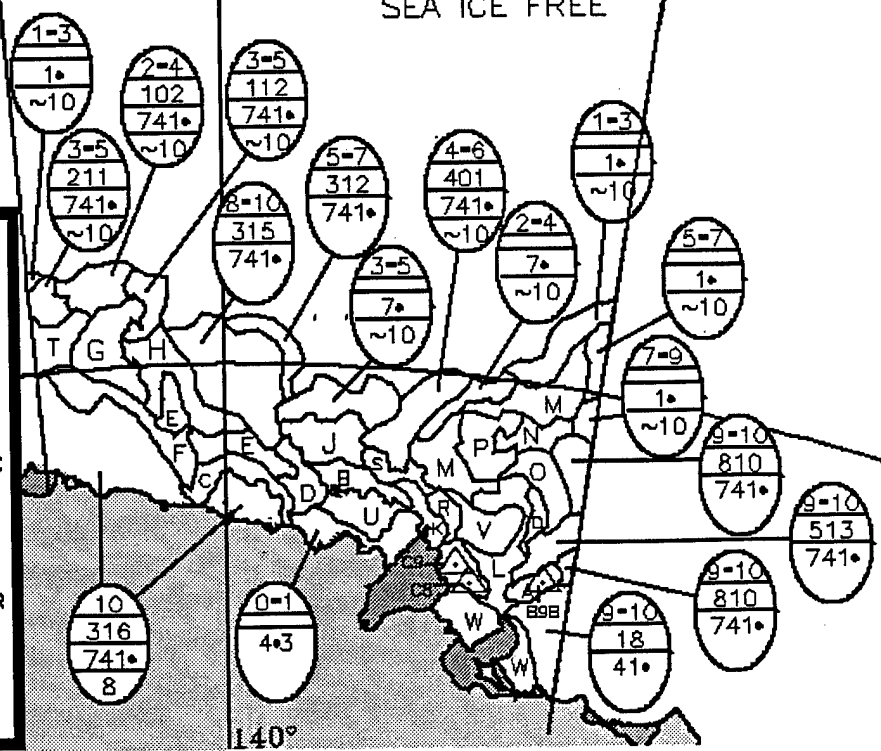 SEA ICE FREE
1-3
1•
~10
2-4
102
741•
~10
3-5
112
741•
~10
3-5
211
741•
~10
8-10
315
741•
5-7
312
741•
4-6
401
741•
~10
1-3
1•
~10
2-4
7•
~10
3-5
7•
~10
5-7
1•
~10
7-9
1•
~10
9-10
810
741•
9-10
513
741•
9-10
810
741•
9-10
18
41•
10
316
741•
8
0-1
4•3
T
G
H
E
F
E
C
D
J
B
S
U
R
K
M
P
N
M
O
V
Q
L
C9
C8
A1
B9B
W
W
R
140°